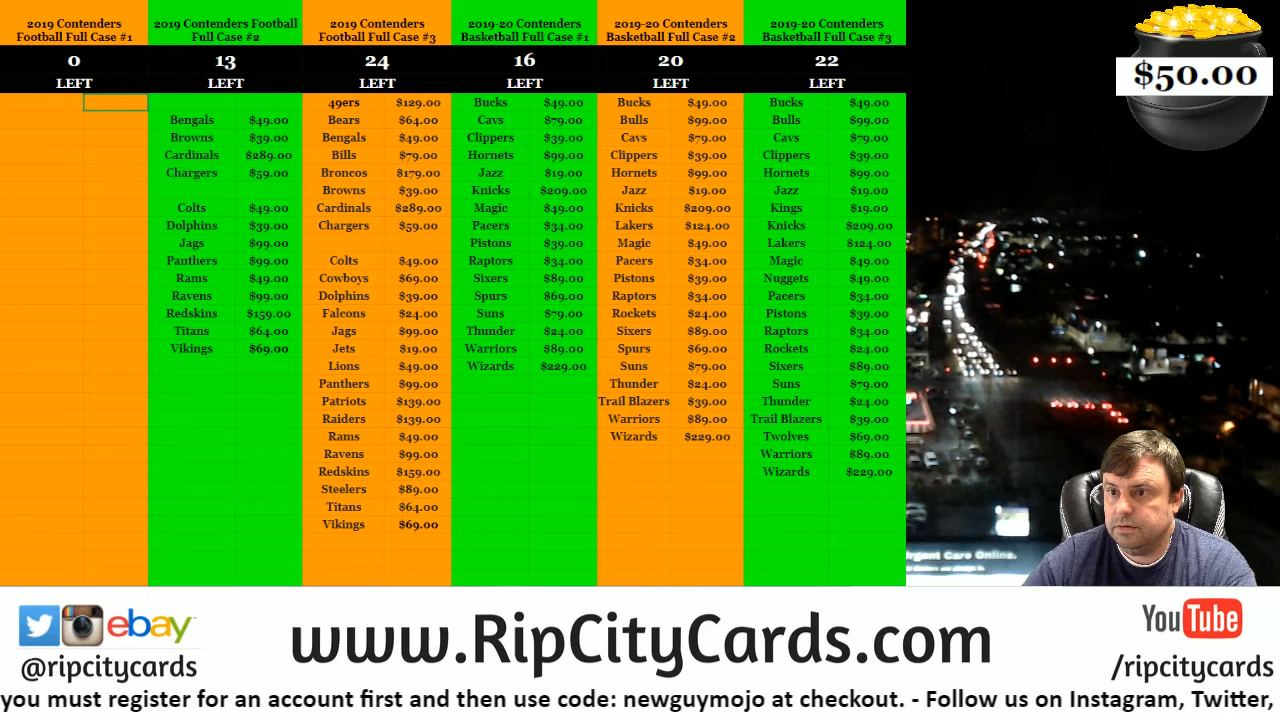 2019 Contenders
Football Full Case #1
2019 Contenders Football
Full Case #2
2019 Contenders
Football Full Case #3
2019-20 Contenders
Basketball Full Case #1
2019-20 Contenders
Basketball Full Case #2
2019-20 Contenders
Basketball Full Case #3
0 13 24 16 20 22
LEFT LEFT LEFT LEFT LEFT LEFT
49ers $129.00 Bucks $49.00 Bucks $49.00 Bucks $49.00
Bengals $49.00 Bears $64.00 Cavs $79.00 Bulls $99.00 Bulls $99.00
Browns $39.00 Bengals $49.00 Clippers $39.00 Cavs $79.00 Cavs $79.00
Cardinals $289.00 Bills $79.00 Hornets $99.00 Clippers $39.00 Clippers $39.00
Chargers $59.00 Broncos $179.00 Jazz $19.00 Hornets $99.00 Hornets $99.00
Browns $39.00 Knicks $209.00 Jazz $19.00 Jazz $19.00
Colts $49.00 Cardinals $289.00 Magic $49.00 Knicks $209.00 Kings $19.00
Dolphins $39.00 Chargers $59.00 Pacers $34.00 Lakers $124.00 Knicks $209.00
Jags $99.00 Pistons $39.00 Magic $49.00 Lakers $124.00
Panthers $99.00 Colts $49.00 Raptors $34.00 Pacers $34.00 Magic $49.00
Rams $49.00 Cowboys $69.00 Sixers $89.00 Pistons $39.00 Nuggets $49.00
Ravens $99.00 Dolphins $39.00 Spurs $69.00 Raptors $34.00 Pacers $34.00
Redskins $159.00 Falcons $24.00 Suns $79.00 Rockets $24.00 Pistons $39.00
Titans $64.00 Jags $99.00 Thunder $24.00 Sixers $89.00 Raptors $34.00
Vikings $69.00 Jets $19.00 Warriors $89.00 Spurs $69.00 Rockets $24.00
Lions $49.00 Wizards $229.00 Suns $79.00 Sixers $89.00
Panthers $99.00 Thunder $24.00 Suns $79.00
Patriots $139.00 Trail Blazers $39.00 Thunder $24.00
Raiders $139.00 Warriors $89.00 Trail Blazers $39.00
Rams $49.00 Wizards $229.00 Twolves $69.00
Ravens $99.00 Warriors $89.00
Redskins $159.00 Wizards $229.00
Steelers $89.00
Titans $64.00
Vikings $69.00
$50.00
Urgent Care Online.
ebay
@ripcitycards
www.RipCityCards.com
YouTube
/ripcitycards
you must register for an account first and then use code: newguymojo at checkout. - Follow us on Instagram, Twitter,